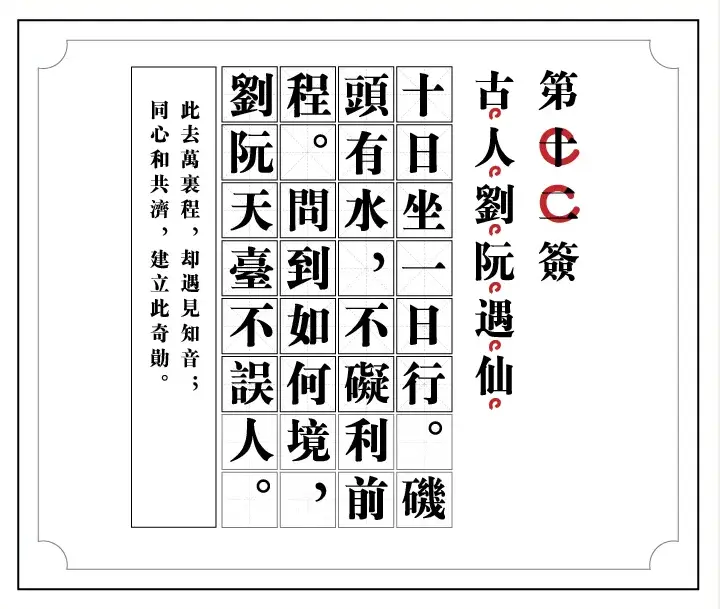 第十二簽
古人劉阮遇仙
十日坐一日行。磯
頭有水，不礙利前
程。問到如何境，
劉阮天臺不誤人。
此去萬裏程，却遇見知音；
同心和共濟，建立此奇勛。